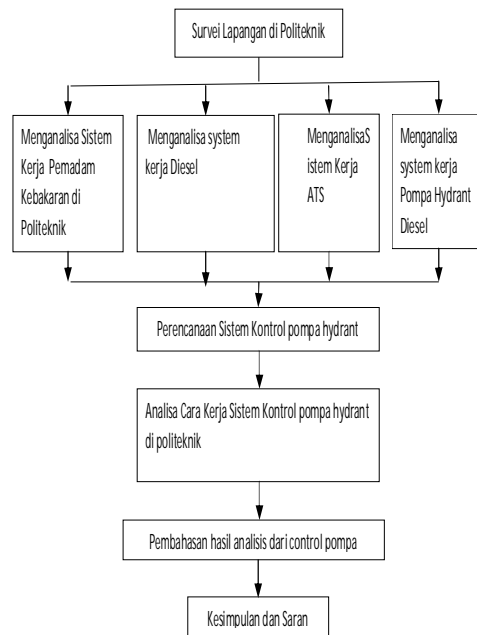 Survei Lapangan di Politeknik
Menganalisa Sistem
Kerja Pemadam
Kebakaran di
Politeknik
Menganalisa system
kerja Diesel
MenganalisaS
istem Kerja
ATS
Menganalisa
system kerja
Pompa Hydrant
Diesel
Perencanaan Sistem Kontrol pompa hydrant
Analisa Cara Kerja Sistem Kontrol pompa hydrant
di politeknik
Pembahasan hasil analisis dari control pompa
Kesimpulan dan Saran